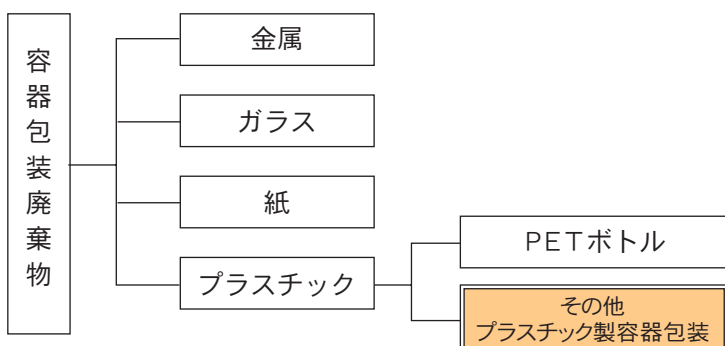 容器包装廃棄物
金属
ガラス
紙
プラスチック
PETボトル
その他
プラスチック製容器包装